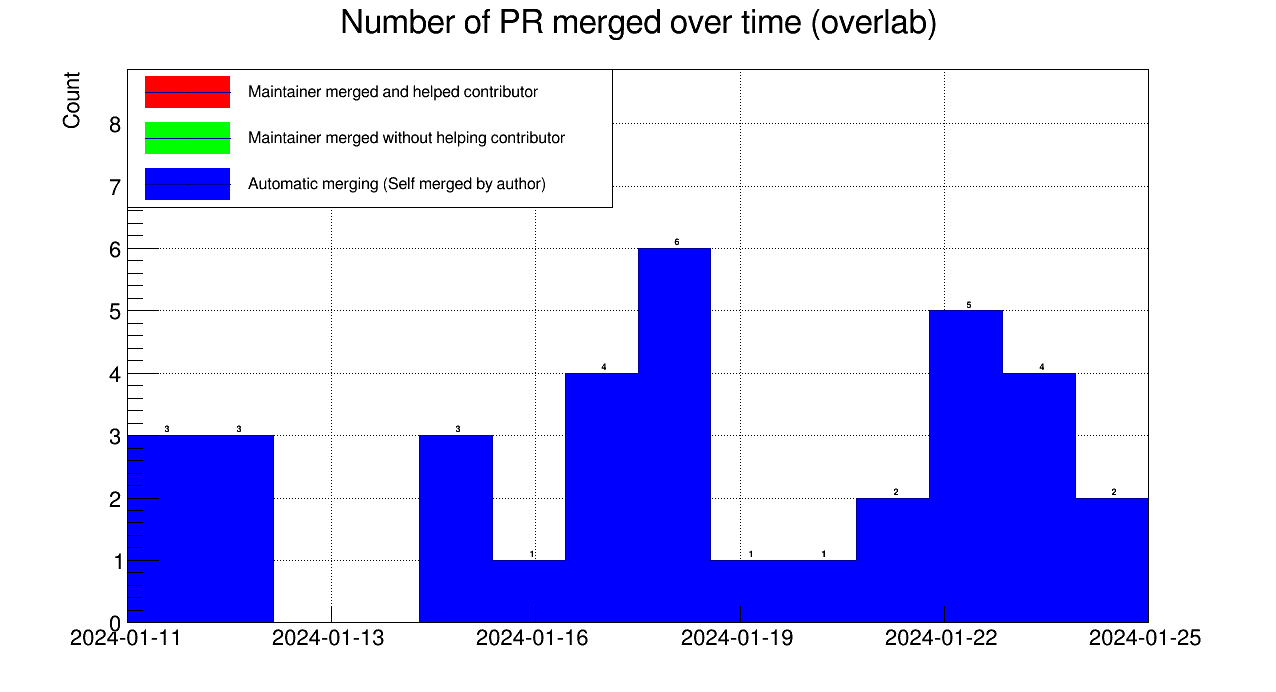 Number of PR merged over time (overlab)
Count
Maintainer merged and helped contributor
Maintainer merged without helping contributor
Automatic merging (Self merged by author)
8
7
6
5
4
3
2
1
0
3 3 3 1 4 6 1 1 2 5 4 2
2024-01-11 2024-01-13 2024-01-16 2024-01-19 2024-01-22 2024-01-25